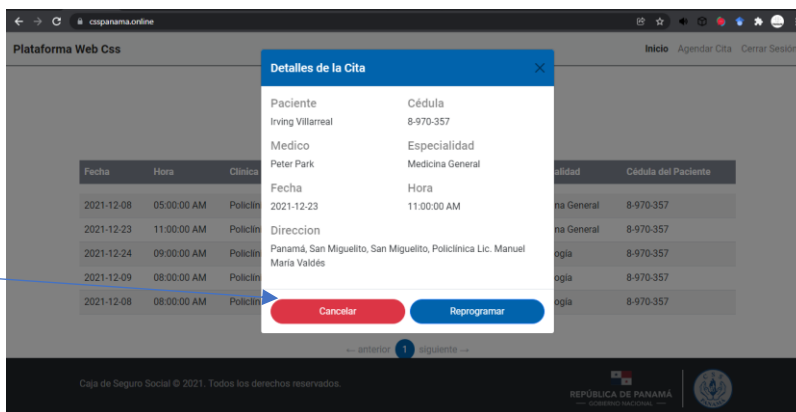 csspanama.online
Plataforma Web Css
Inicio Agendar Cita Cerrar Sesión
Detalles de la Cita
Paciente Cédula
Irving Villarreal 8-970-357
Medico Especialidad
Peter Park Medicina General
Fecha Hora
2021-12-23 11:00:00 AM
Direccion
Panamá, San Miguelito, San Miguelito, Policlínica Lic. Manuel
María Valdés
Cancelar Reprogramar
Fecha Hora Clínica alidad Cédula del Paciente
2021-12-08 05:00:00 AM Policlín na General 8-970-357
2021-12-23 11:00:00 AM Policlín na General 8-970-357
2021-12-24 09:00:00 AM Policlín ogía 8-970-357
2021-12-09 08:00:00 AM Policlín ogía 8-970-357
2021-12-08 08:00:00 AM Policlín ogía 8-970-357
← anterior 1 siguiente →
Caja de Seguro Social © 2021. Todos los derechos reservados.
REPÚBLICA DE PANAMÁ
— GOBIERNO NACIONAL —